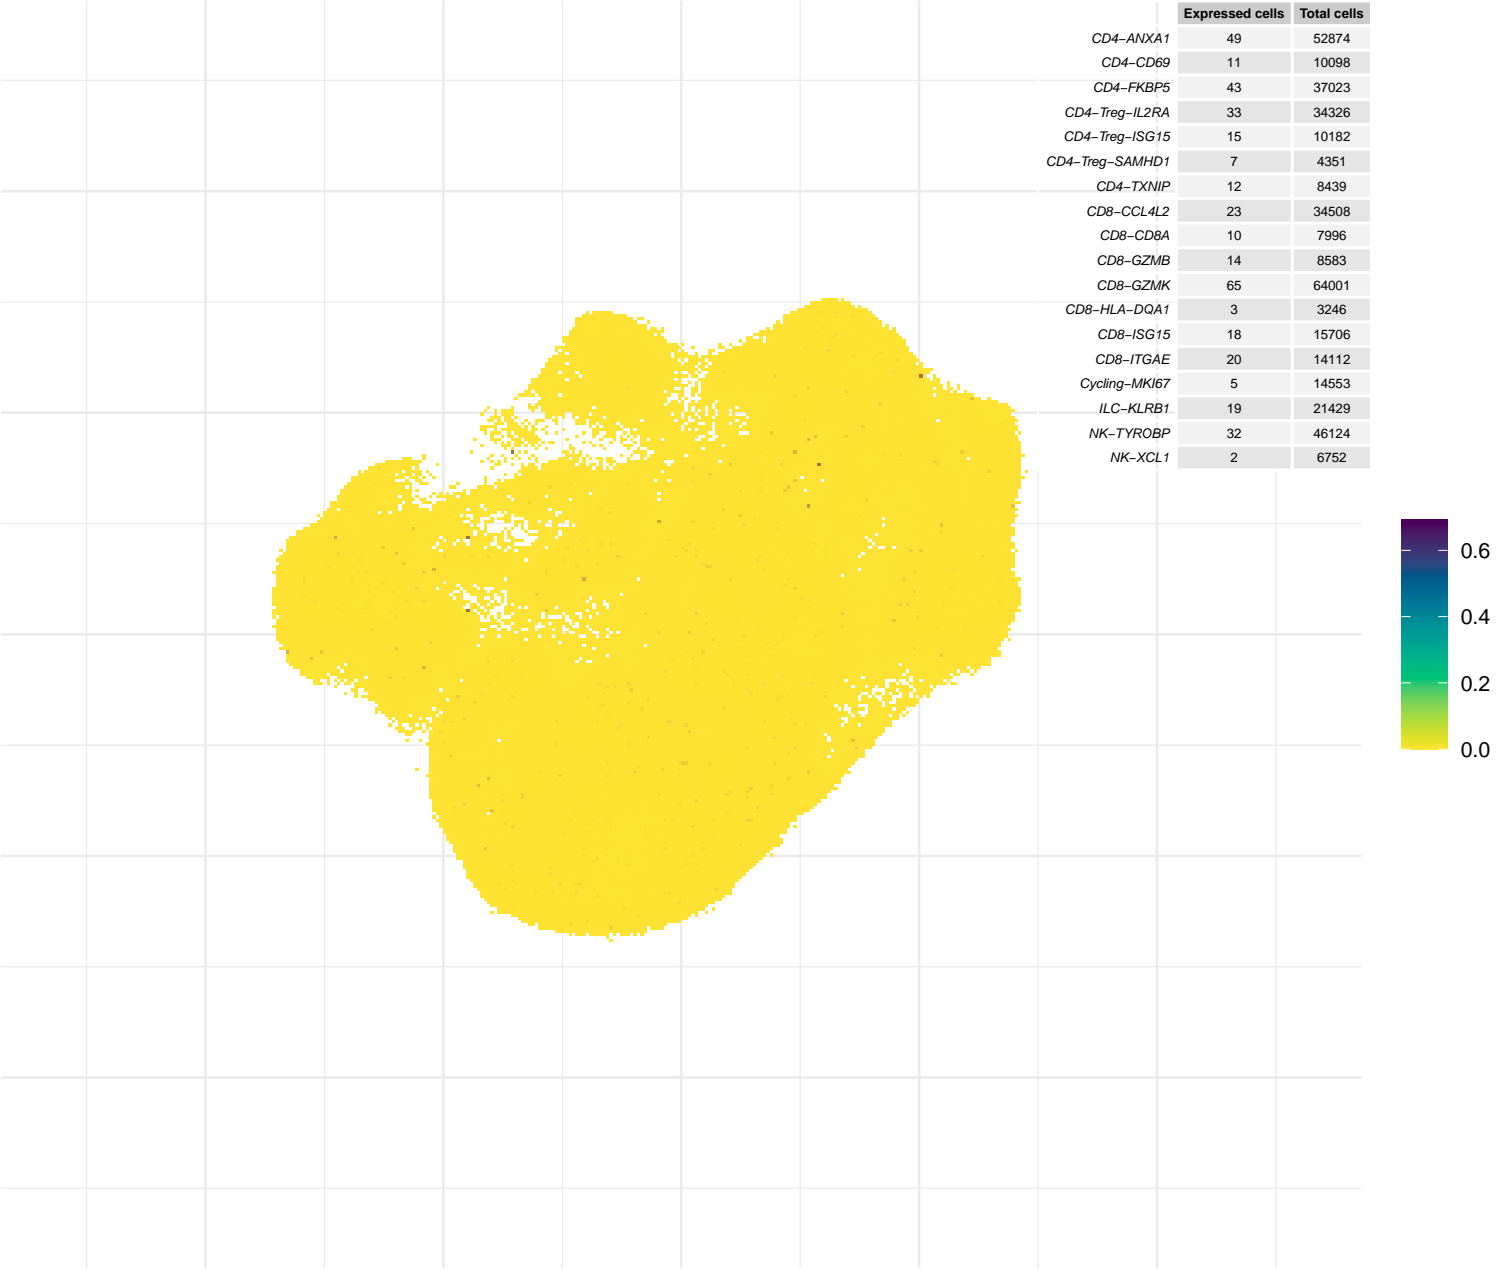 Expressed cells Total cells
CD4−ANXA1 49 52874
CD4−CD69 11 10098
CD4−FKBP5 43 37023
CD4−Treg−IL2RA 33 34326
CD4−Treg−ISG15 15 10182
CD4−Treg−SAMHD1 7 4351
CD4−TXNIP 12 8439
CD8−CCL4L2 23 34508
CD8−CD8A 10 7996
CD8−GZMB 14 8583
CD8−GZMK 65 64001
CD8−HLA−DQA1 3 3246
CD8−ISG15 18 15706
CD8−ITGAE 20 14112
Cycling−MKI67 5 14553
ILC−KLRB1 19 21429
NK−TYROBP 32 46124
NK−XCL1 2 6752
0.6
0.4
0.2
0.0